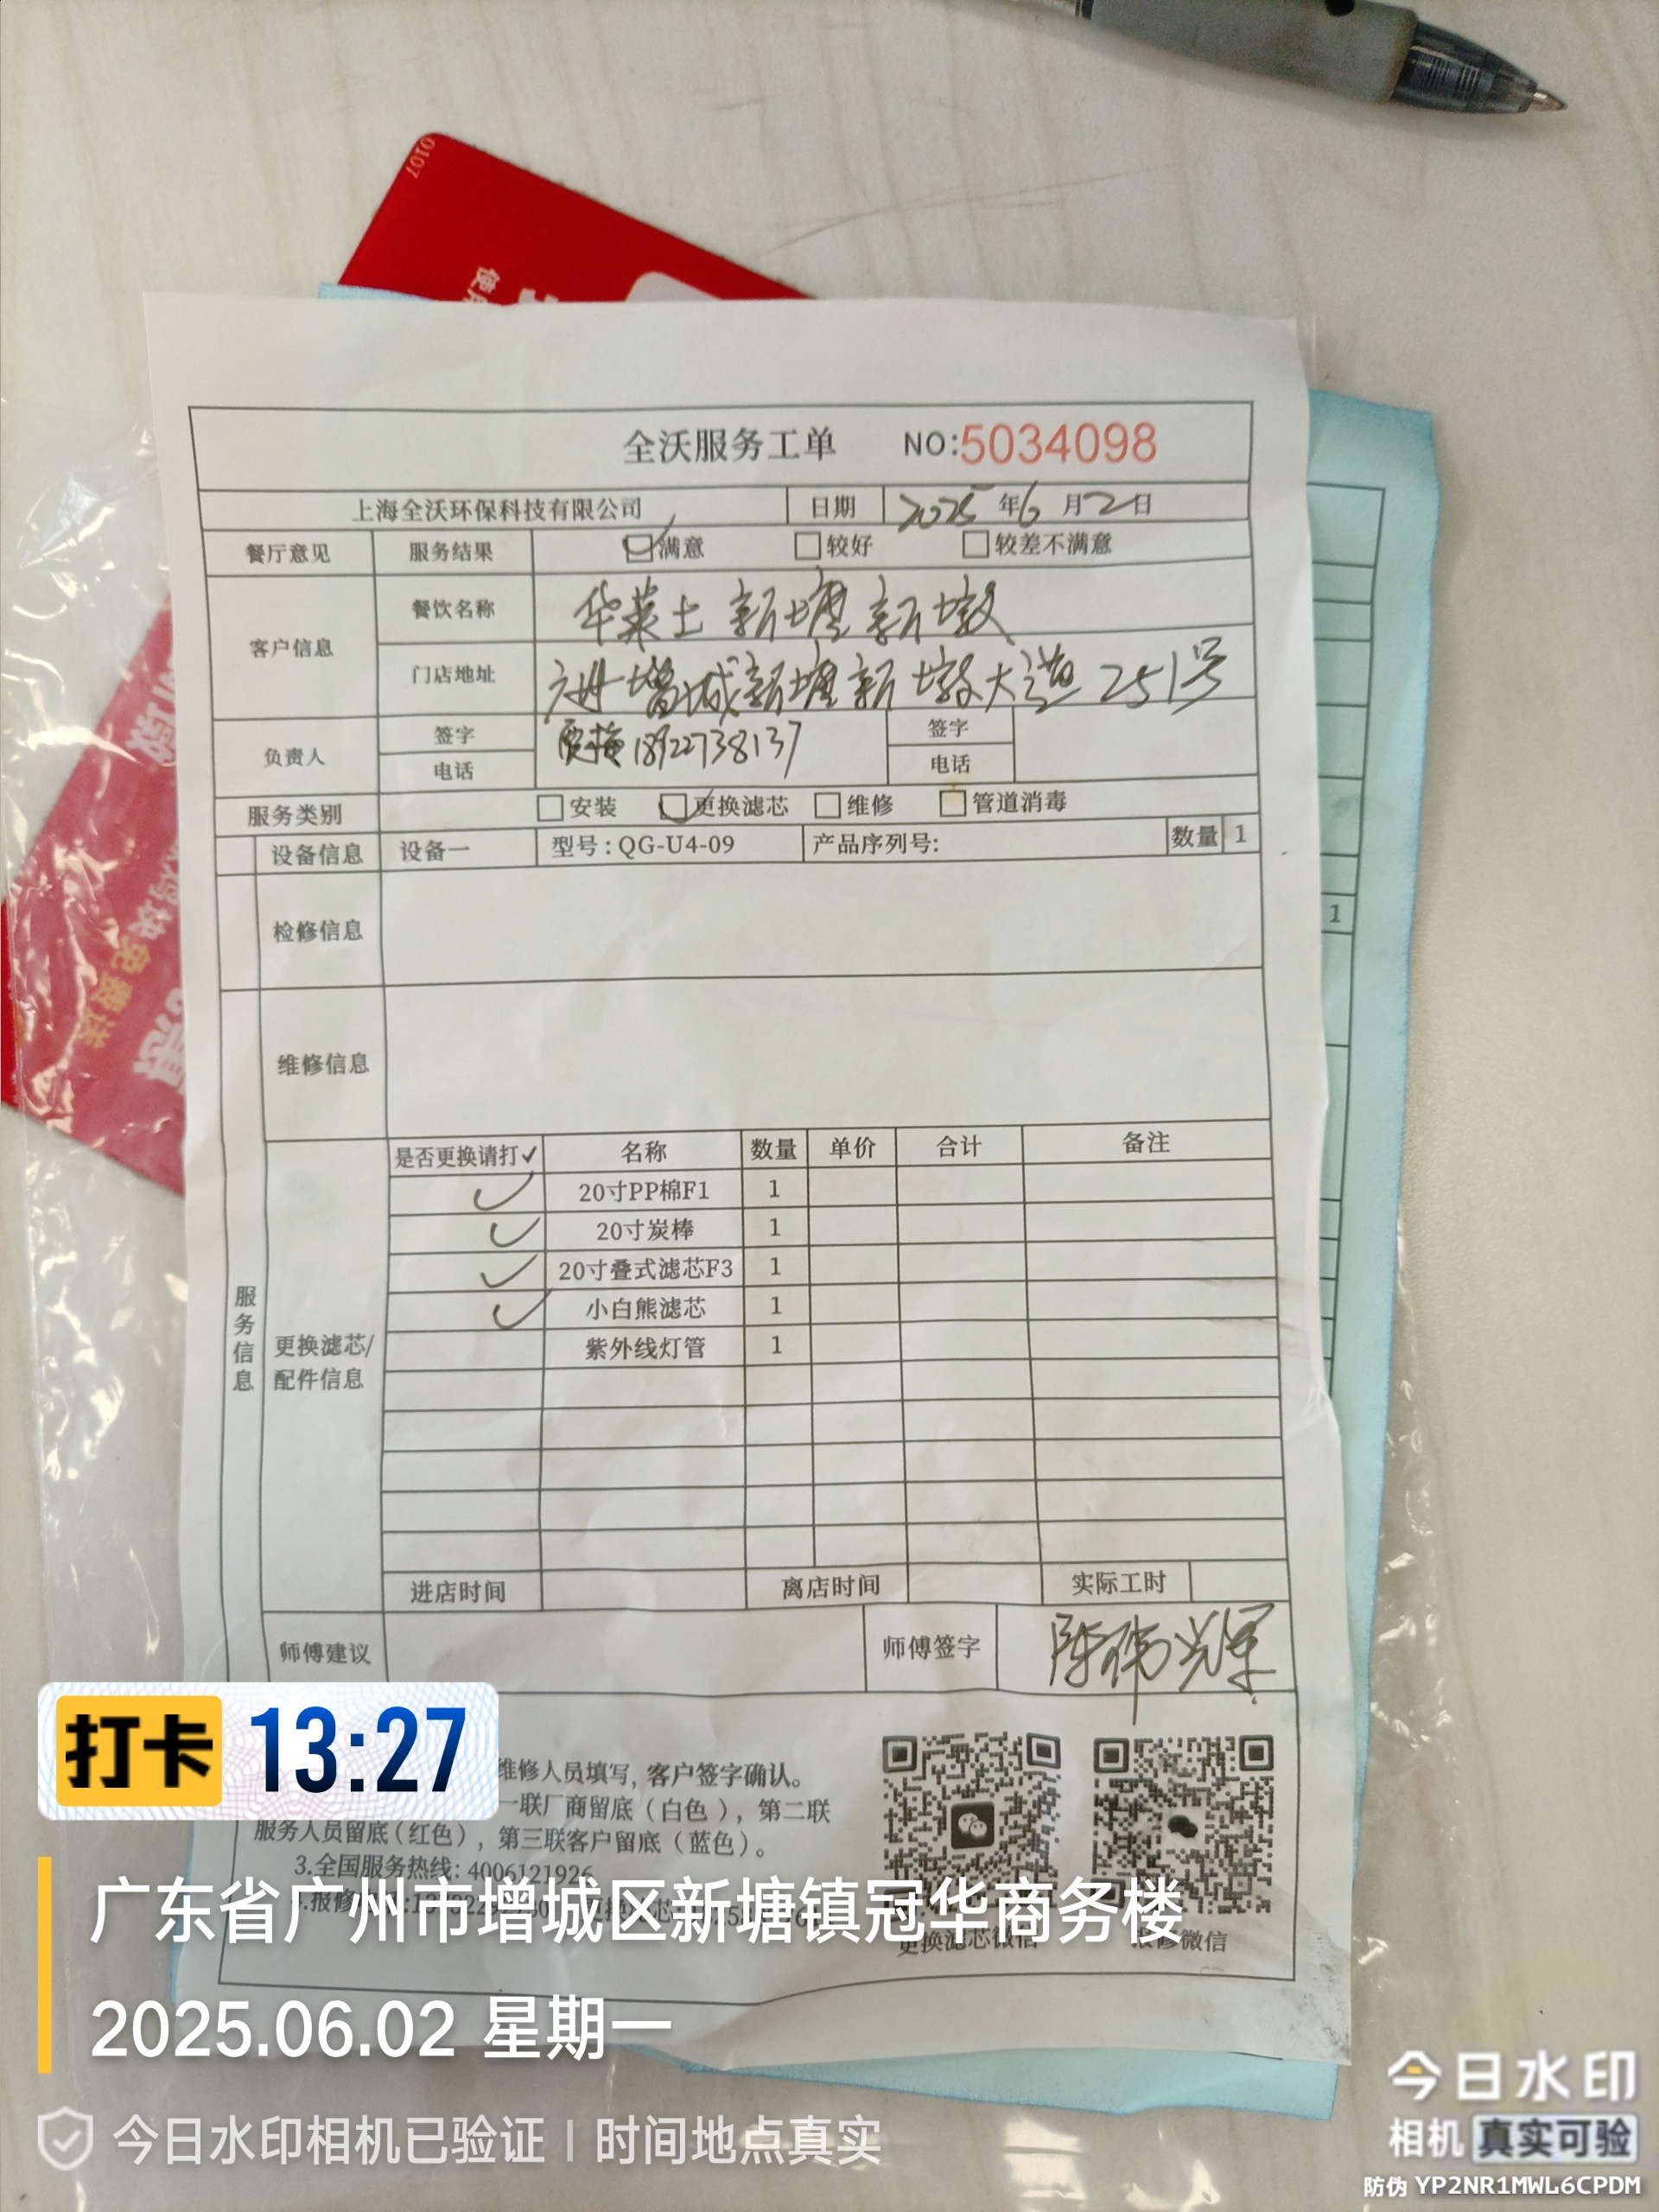 0107
使用
全沃服务工单 NO:5034098
上海全沃环保科技有限公司 日期 2025年6月2日
餐厅意见 服务结果 满意 较好 较差不满意
客户信息 餐饮名称 华莱士新塘新墩
门店地址 广州增城新塘新墩大道251号
负责人 签字 电话 18922738137 签字 电话
服务类别 安装 更换滤芯 维修 管道消毒
设备信息 设备一 型号:QG-U4-09 产品序列号: 数量 1
检修信息
1
维修信息
免费送
服务信息
更换滤芯/配件信息
是否更换请打✓ 名称 数量 单价 合计 备注
✓ 20寸PP棉F1 1
✓ 20寸炭棒 1
✓ 20寸叠式滤芯F3 1
✓ 小白熊滤芯 1
紫外线灯管 1
进店时间 离店时间 实际工时
师傅建议 师傅签字 陈伟光军
维修人员填写, 客户签字确认。
一联厂商留底(白色), 第二联
服务人员留底(红色), 第三联客户留底(蓝色)。
3.全国服务热线: 4006121926
更换滤芯微信 报修微信
打卡 13:27
广东省广州市增城区新塘镇冠华商务楼
2025.06.02 星期一
今日水印相机已验证 | 时间地点真实
今日水印
相机 真实可验
防伪 YP2NR1MWL6CPDM